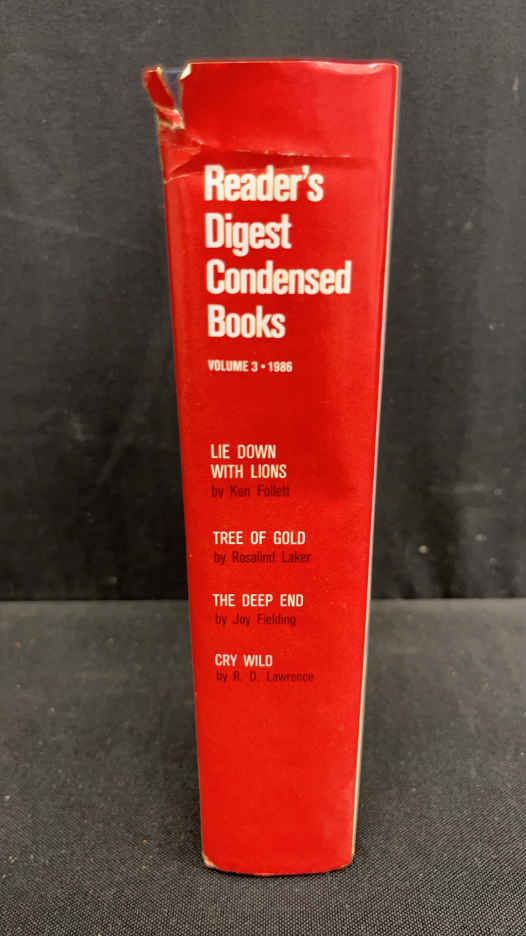 Reader's
Digest
Condensed
Books
VOLUME 3 • 1986
LIE DOWN
WITH LIONS
by Ken Follett
TREE OF GOLD
by Rosalind Laker
THE DEEP END
by Joy Fielding
CRY WILD
by R. D. Lawrence